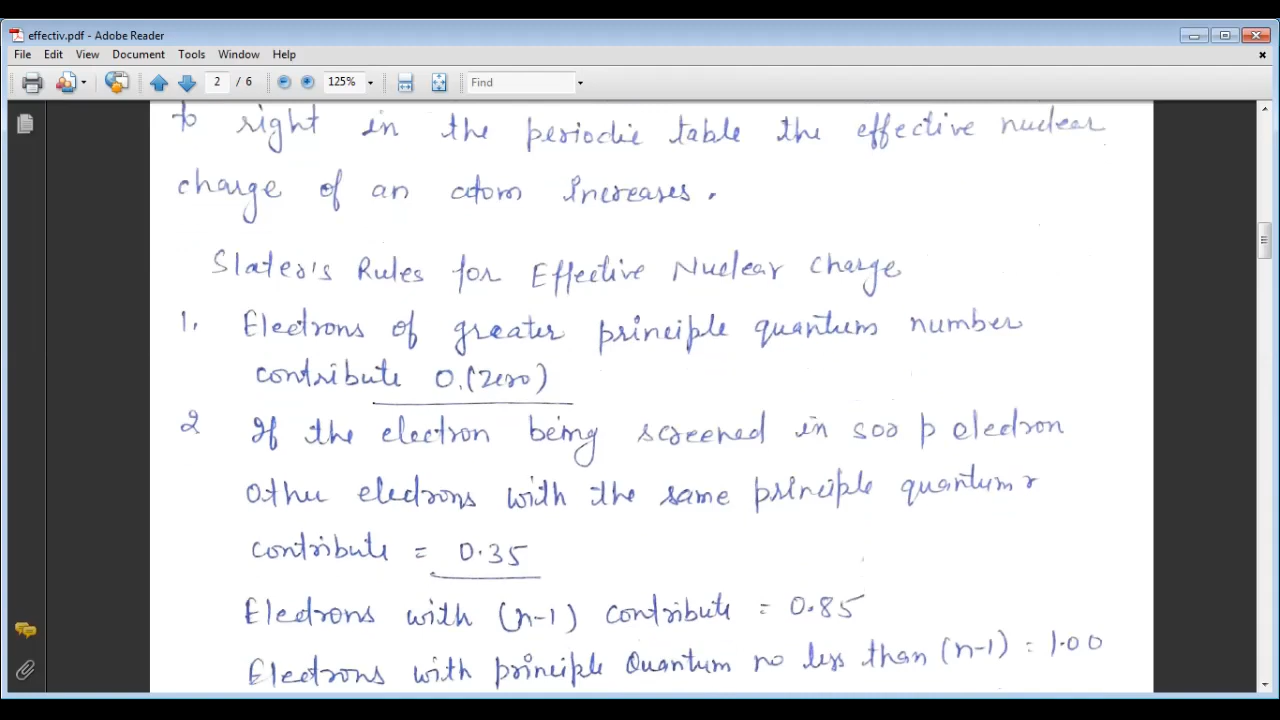 effectiv.pdf - Adobe Reader
File Edit View Document Tools Window Help
2 / 6 125% Find
to right in the periodic table the effective nuclear
charge of an atom increases.
Slater's Rules for Effective Nuclear Charge
1. Electrons of greater principle quantum number
contribute 0.(zero)
2 If the electron being screened in s or p electron
Other electrons with the same principle quantum
contribute = 0.35
Electrons with (n-1) contribute = 0.85
Electrons with principle Quantum no less than (n-1) = 1.00